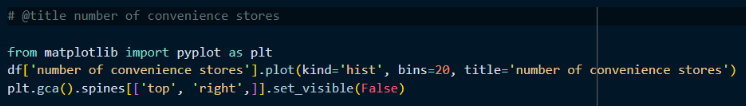 # @title number of convenience stores
from matplotlib import pyplot as plt
df['number of convenience stores'].plot(kind='hist', bins=20, title='number of convenience stores')
plt.gca().spines[['top', 'right',]].set_visible(False)